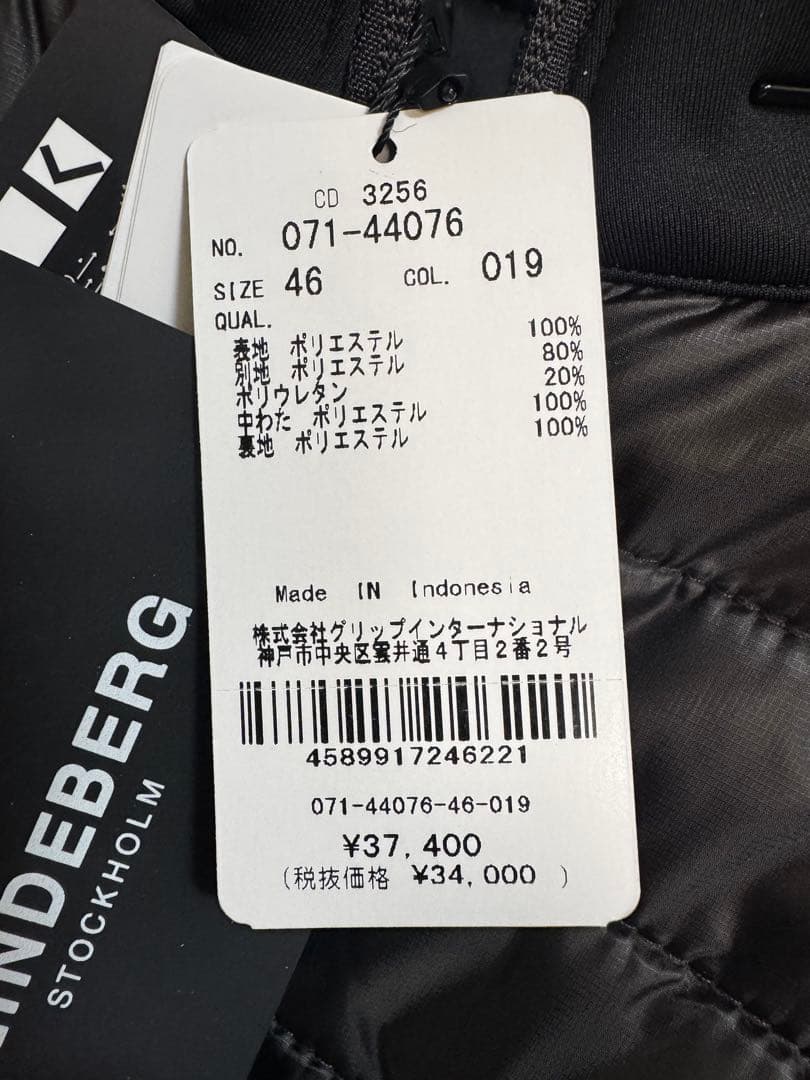 CD 3256
NO. 071-44076
SIZE 46 COL. 019
QUAL.
表地 ポリエステル 100%
別地 ポリエステル 80%
ポリウレタン 20%
中わた ポリエステル 100%
裏地 ポリエステル 100%
Made IN Indonesia
株式会社グリップインターナショナル
神戸市中央区雲井通4丁目2番2号
4589917246221
071-44076-46-019
¥37,400
(税抜価格 ¥34,000 )
INDEBERG
STOCKHOLM